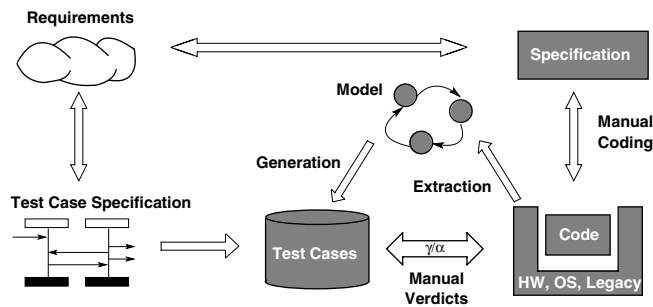 Requirements
Specification
Model
Manual
Coding
Generation
Extraction
Test Case Specification
Test Cases
γ/α
Manual
Verdicts
Code
HW, OS, Legacy